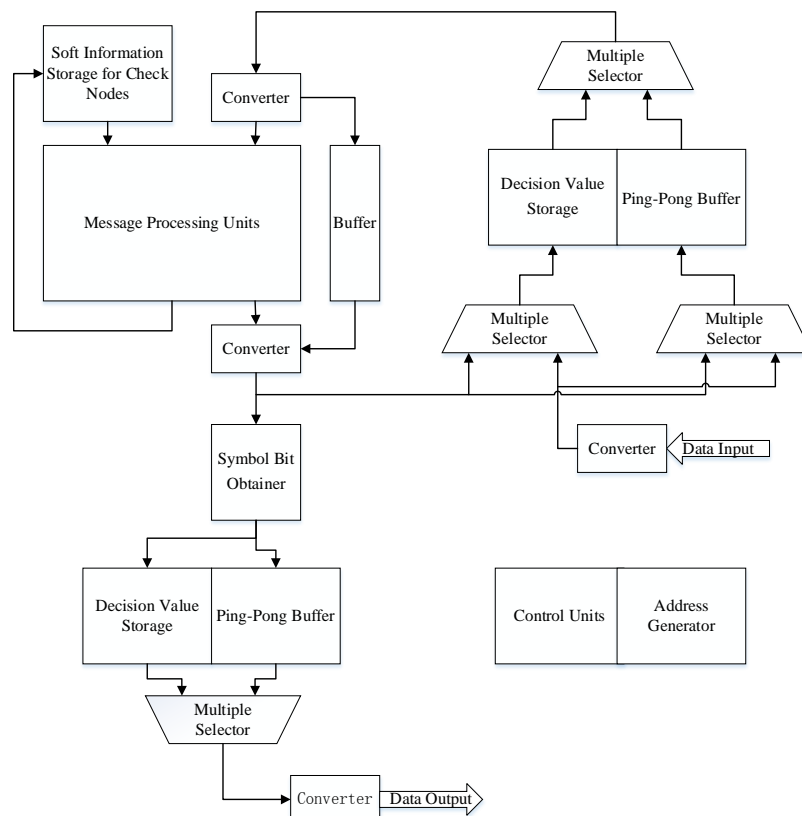 Soft Information
Storage for Check
Nodes
Converter
Multiple
Selector
Message Processing Units
Buffer
Decision Value
Storage
Ping-Pong Buffer
Converter
Multiple
Selector
Multiple
Selector
Symbol Bit
Obtainer
Converter
Data Input
Decision Value
Storage
Ping-Pong Buffer
Control Units
Address
Generator
Multiple
Selector
Converter
Data Output